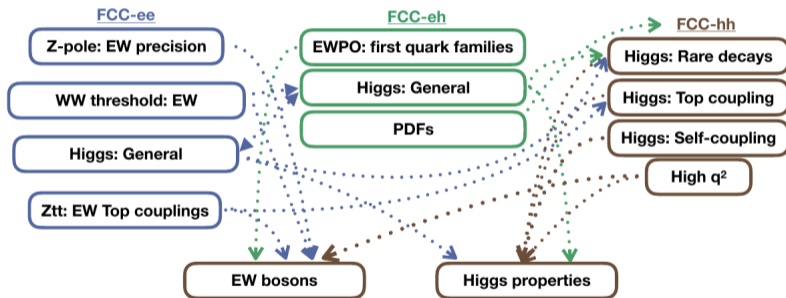 FCC-ee
Z-pole: EW precision
WW threshold: EW
Higgs: General
Ztt: EW Top couplings
FCC-eh
EWPO: first quark families
Higgs: General
PDFs
FCC-hh
Higgs: Rare decays
Higgs: Top coupling
Higgs: Self-coupling
High q²
EW bosons
Higgs properties